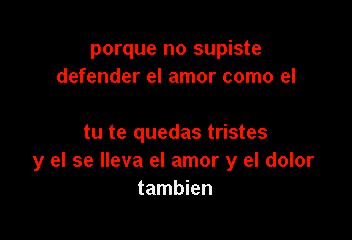 porque no supiste
defender el amor como el
tu te quedas tristes
y el se lleva el amor y el dolor
tambien